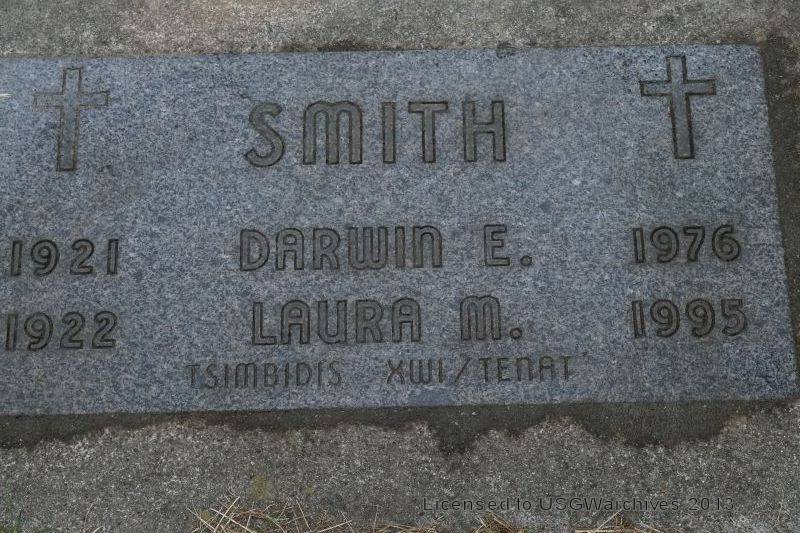 SMITH
1921 DARWIN E. 1976
1922 LAURA M. 1995
TSIMBIDIS XWI/TENAT
Licensed to USGWarchives 2013